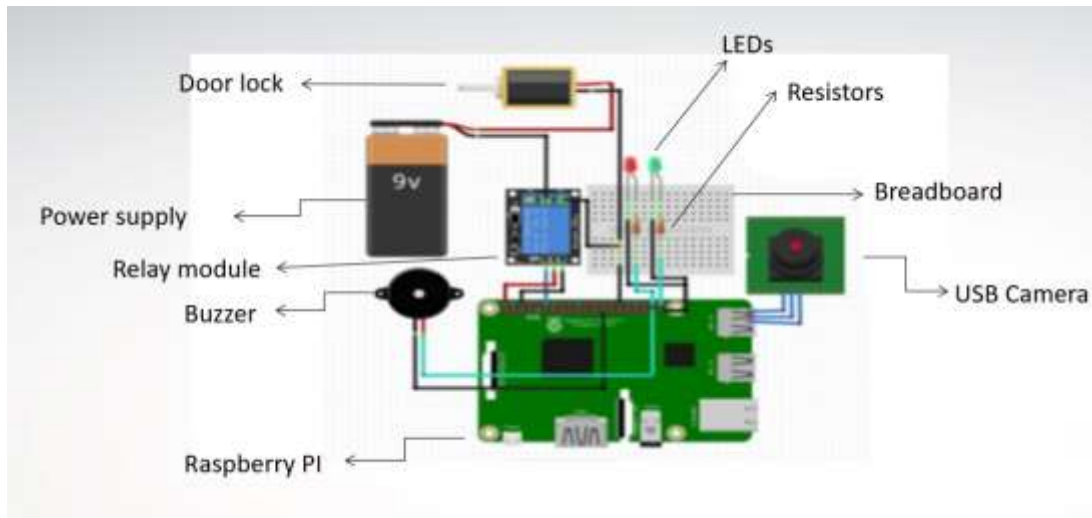 LEDs
Door lock
Resistors
9v
Breadboard
Power supply
Relay module
USB Camera
Buzzer
Raspberry PI